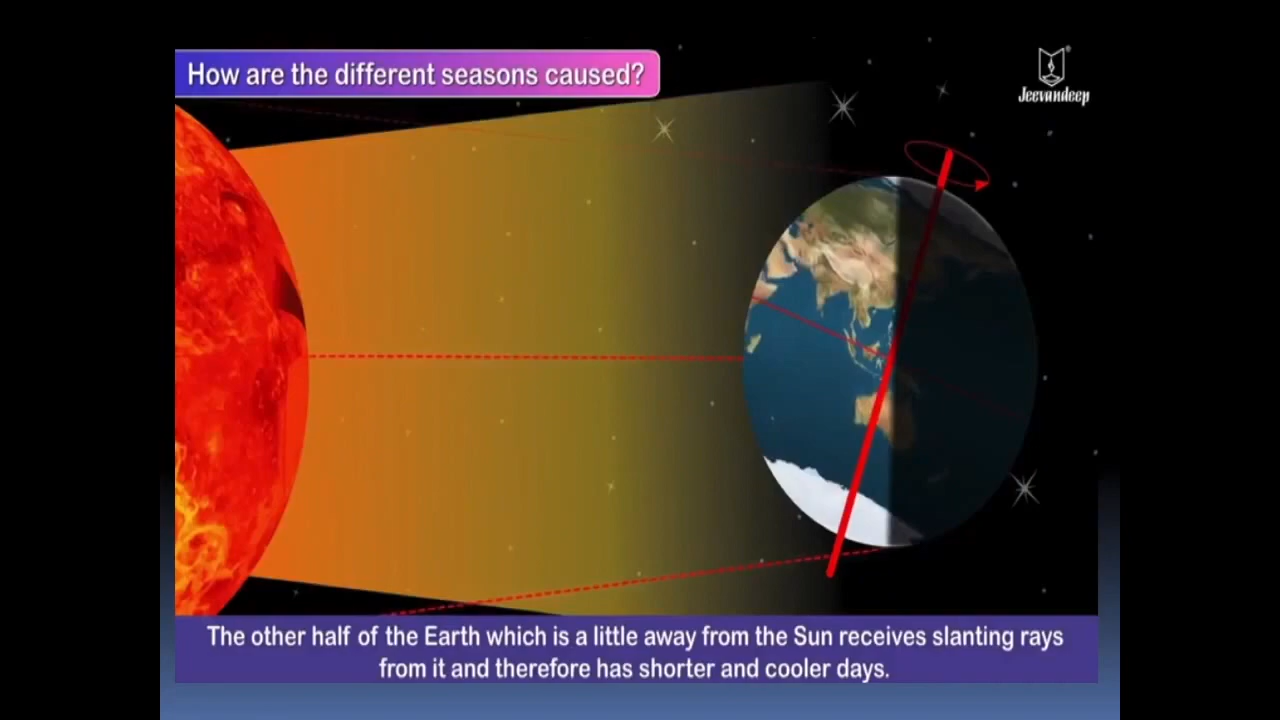 How are the different seasons caused?
Jeevandeep
The other half of the Earth which is a little away from the Sun receives slanting rays
from it and therefore has shorter and cooler days.